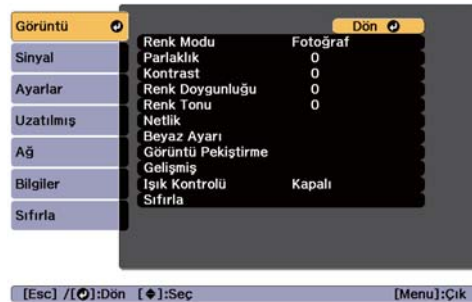 Görüntü
Sinyal
Ayarlar
Uzatılmış
Ağ
Bilgiler
Sıfırla
Dön
Renk Modu Fotoğraf
Parlaklık 0
Kontrast 0
Renk Doygunluğu 0
Renk Tonu 0
Netlik
Beyaz Ayarı
Görüntü Pekiştirme
Gelişmiş
Işık Kontrolü Kapalı
Sıfırla
[Esc] /[ ]:Dön [ ]:Seç [Menu]:Çık